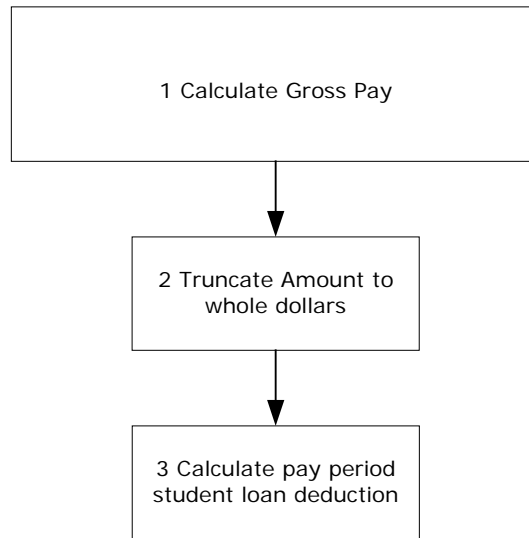 1 Calculate Gross Pay
2 Truncate Amount to
whole dollars
3 Calculate pay period
student loan deduction